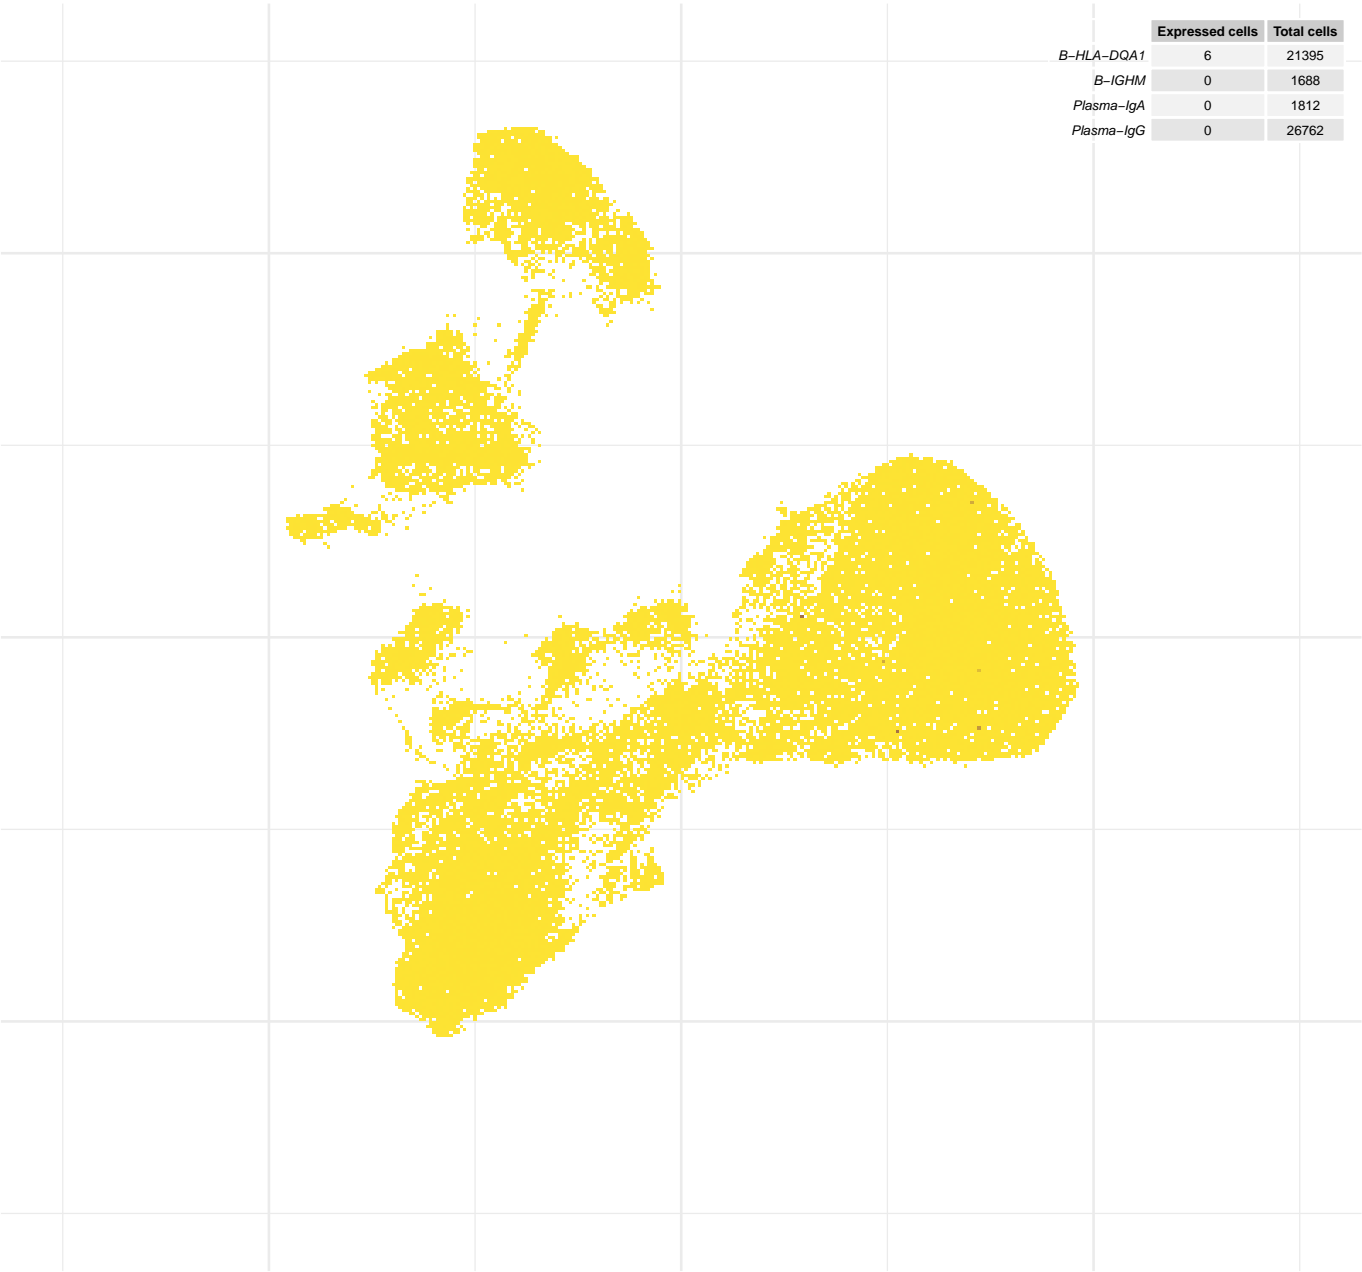 Expressed cells Total cells
B−HLA−DQA1 6 21395
B−IGHM 0 1688
Plasma−IgA 0 1812
Plasma−IgG 0 26762